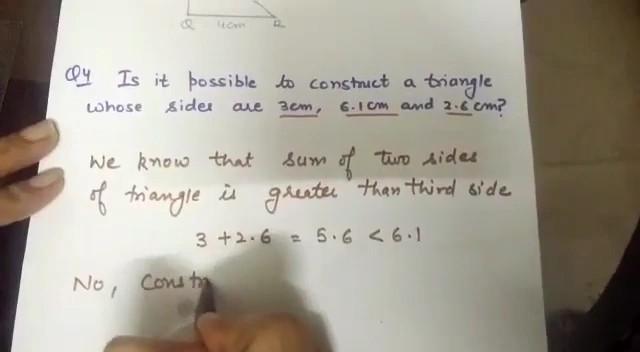 Q 4cm R
Q4 Is it possible to construct a triangle
whose sides are 3cm, 6.1cm and 2.6cm?
We know that sum of two sides
of triangle is greater than third side
3 + 2.6 = 5.6 < 6.1
No, Constr